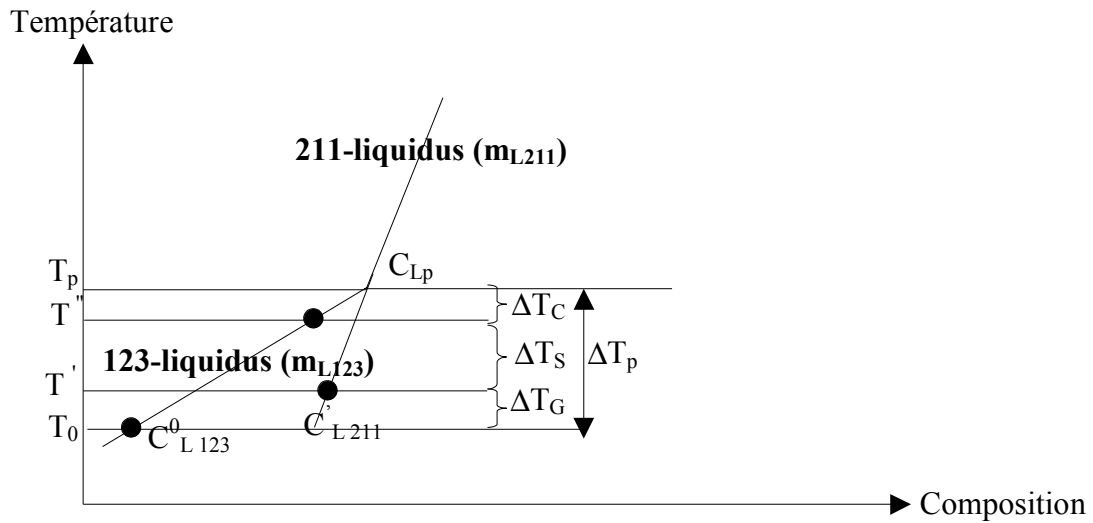 Température
211-liquidus (mL211)
Tp
CLp
T"
ΔTC
123-liquidus (mL123)
ΔTS
ΔTp
T'
ΔTG
T0
C0L 123
C'L 211
Composition